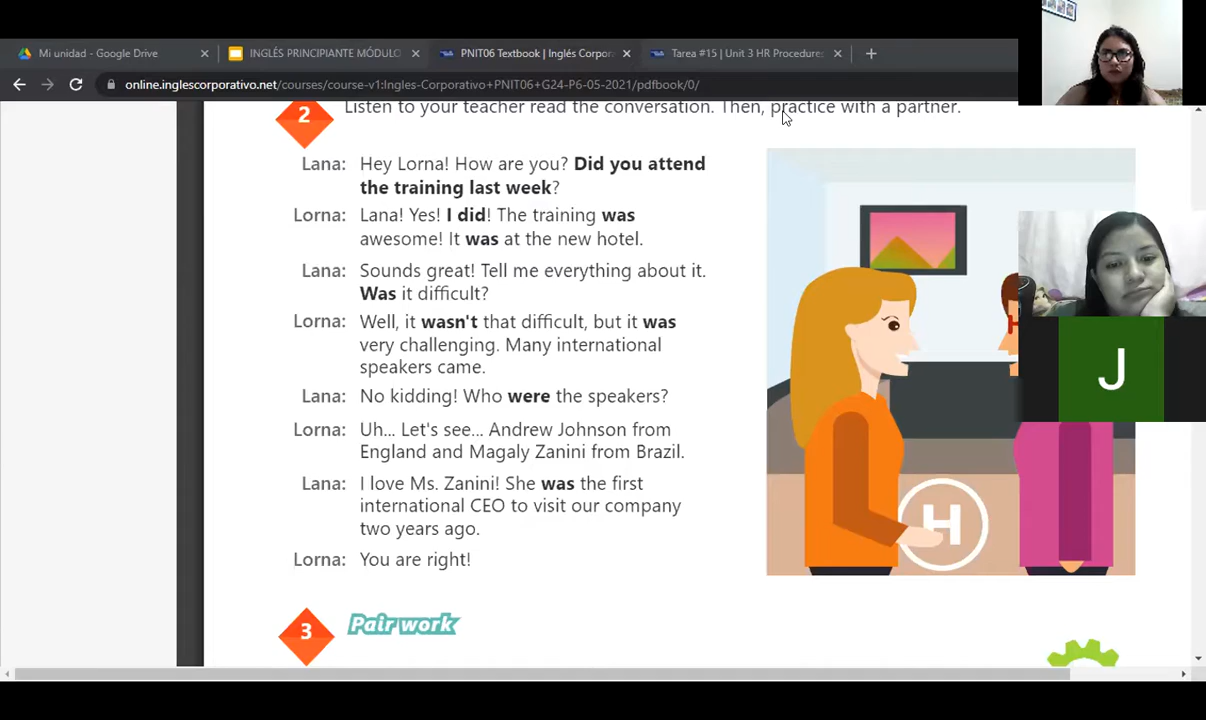 Mi unidad - Google Drive
INGLÉS PRINCIPIANTE MÓDULO
PNIT06 Textbook | Inglés Corpor
Tarea #15 | Unit 3 HR Procedures
online.inglescorporativo.net/courses/course-v1:Ingles-Corporativo+PNIT06+G24-P6-05-2021/pdfbook/0/
2
Listen to your teacher read the conversation. Then, practice with a partner.
Lana: Hey Lorna! How are you? Did you attend
the training last week?
Lorna: Lana! Yes! I did! The training was
awesome! It was at the new hotel.
Lana: Sounds great! Tell me everything about it.
Was it difficult?
Lorna: Well, it wasn't that difficult, but it was
very challenging. Many international
speakers came.
Lana: No kidding! Who were the speakers?
Lorna: Uh... Let's see... Andrew Johnson from
England and Magaly Zanini from Brazil.
Lana: I love Ms. Zanini! She was the first
international CEO to visit our company
two years ago.
Lorna: You are right!
H
J
3
Pair work